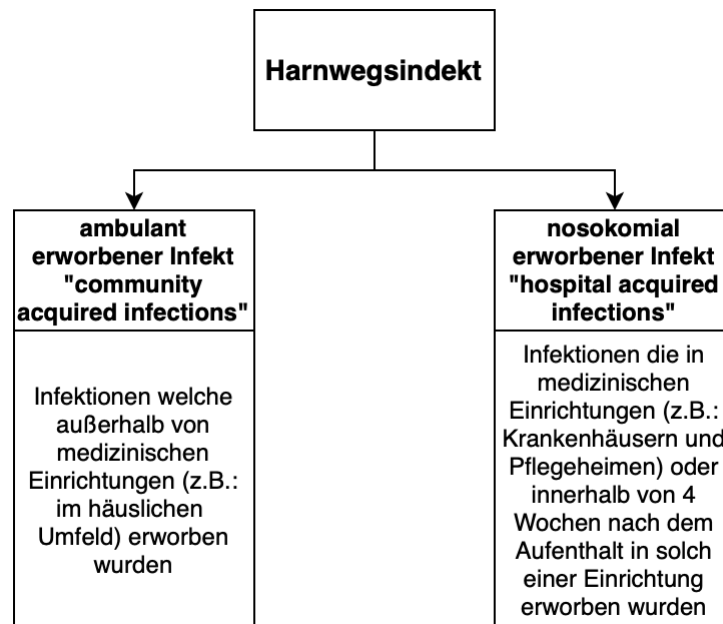 Harnwegsindekt
ambulant
erworbener Infekt
"community
acquired infections"
Infektionen welche
außerhalb von
medizinischen
Einrichtungen (z.B.:
im häuslichen
Umfeld) erworben
wurden
nosokomial
erworbener Infekt
"hospital acquired
infections"
Infektionen die in
medizinischen
Einrichtungen (z.B.:
Krankenhäusern und
Pflegeheimen) oder
innerhalb von 4
Wochen nach dem
Aufenthalt in solch
einer Einrichtung
erworben wurden